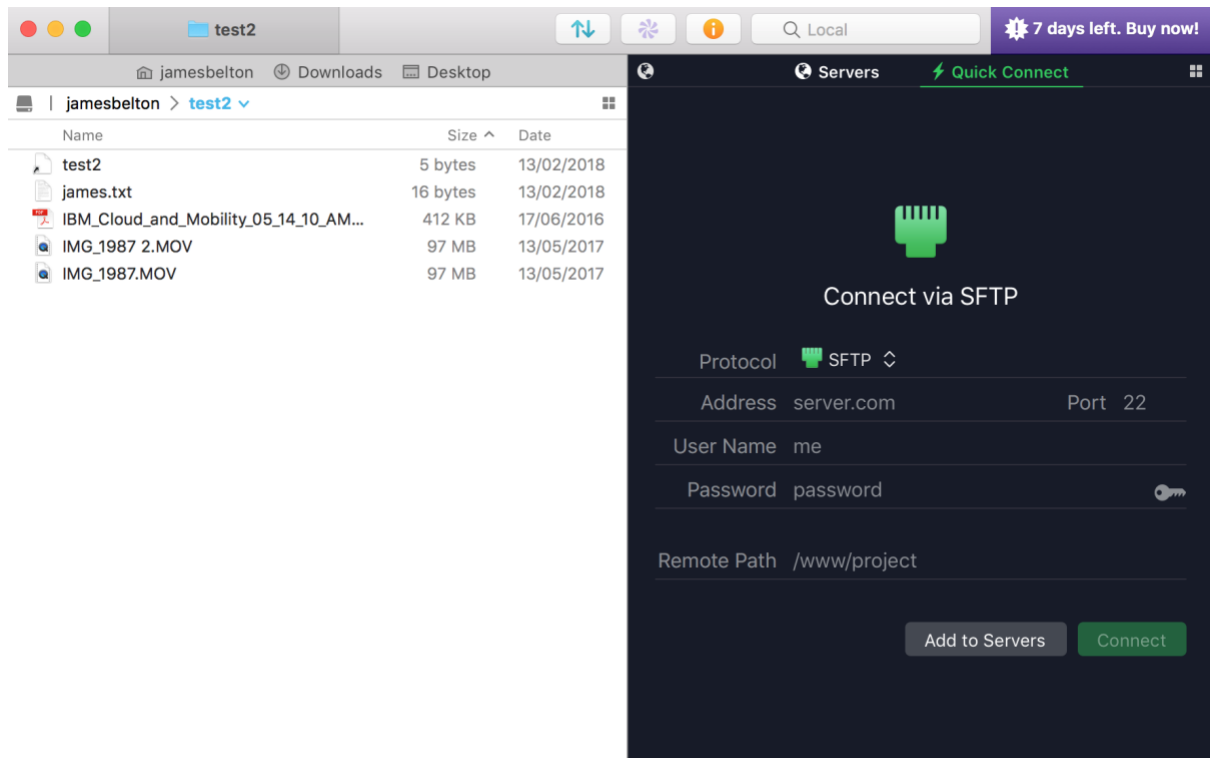 test2
Local
7 days left. Buy now!
jamesbelton Downloads Desktop
Servers Quick Connect
jamesbelton > test2
Name Size Date
test2 5 bytes 13/02/2018
james.txt 16 bytes 13/02/2018
PDF
IBM_Cloud_and_Mobility_05_14_10_AM... 412 KB 17/06/2016
IMG_1987 2.MOV 97 MB 13/05/2017
IMG_1987.MOV 97 MB 13/05/2017
Connect via SFTP
Protocol SFTP
Address server.com Port 22
User Name me
Password password
Remote Path /www/project
Add to Servers Connect